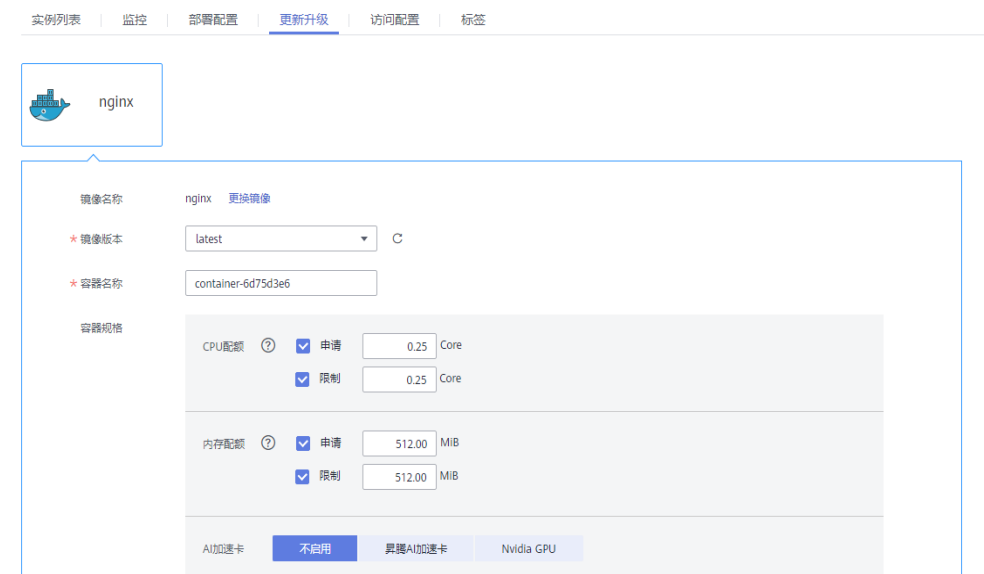 实例列表 监控 部署配置 更新升级 访问配置 标签
nginx
镜像名称 nginx 更换镜像
* 镜像版本 latest
* 容器名称 container-6d75d3e6
容器规格
CPU配额 ? 申请 0.25 Core
限制 0.25 Core
内存配额 ? 申请 512.00 MiB
限制 512.00 MiB
AI加速卡 不启用 昇腾AI加速卡 Nvidia GPU